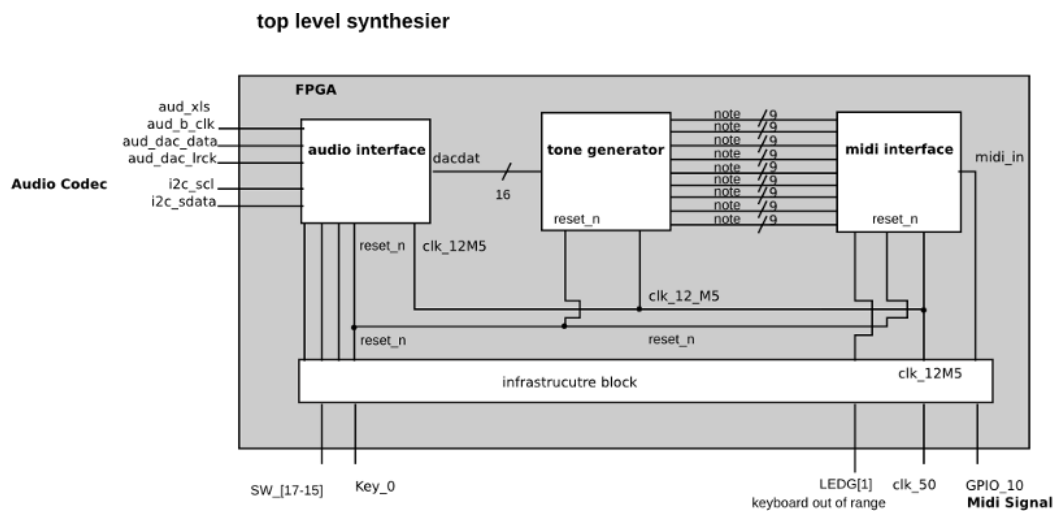 top level synthesier
FPGA
aud_xls
aud_b_clk
aud_dac_data
aud_dac_lrck
Audio Codec
i2c_scl
i2c_sdata
audio interface
dacdat
16
tone generator
reset_n
note 9
note 9
note 9
note 9
note 9
note 9
note 9
note 9
note 9
midi interface
reset_n
midi_in
reset_n
clk_12M5
clk_12_M5
reset_n
reset_n
clk_12M5
infrastrucutre block
SW_[17-15]
Key_0
LEDG[1]
keyboard out of range
clk_50
GPIO_10
Midi Signal